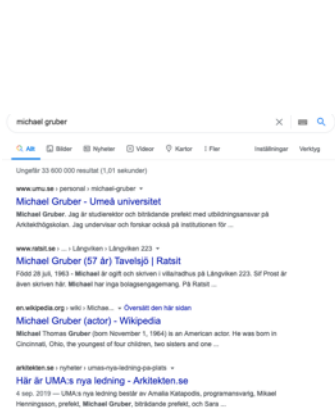 michael gruber
Allt Bilder Nyheter Videor Kartor Fler Inställningar Verktyg
Ungefär 33 600 000 resultat (1,01 sekunder)
www.umu.se › personal › michael-gruber
Michael Gruber - Umeå universitet
Michael Gruber. Jag är studierektor och biträdande prefekt med utbildningsansvar på
Arkitekthögskolan. Jag undervisar och forskar också på institutionen för ...
www.ratsit.se › ... › Långviken › Långviken 223
Michael Gruber (57 år) Tavelsjö | Ratsit
Född 28 juli, 1963 - Michael är ogift och skriven i villa/radhus på Långviken 223. Sif Prost är
även skriven här. Michael har inga bolagsengagemang. På Ratsit ...
en.wikipedia.org › wiki › Michae... Översätt den här sidan
Michael Gruber (actor) - Wikipedia
Michael Thomas Gruber (born November 1, 1964) is an American actor. He was born in
Cincinnati, Ohio, the youngest of four children, two sisters and one ...
arkitekten.se › nyheter › umas-nya-ledning-pa-plats
Här är UMA:s nya ledning - Arkitekten.se
4 sep. 2019 — UMA:s nya ledning består av Amalia Katapodis, programansvarig, Mikael
Henningsson, prefekt, Michael Gruber, biträdande prefekt, och Sara ...